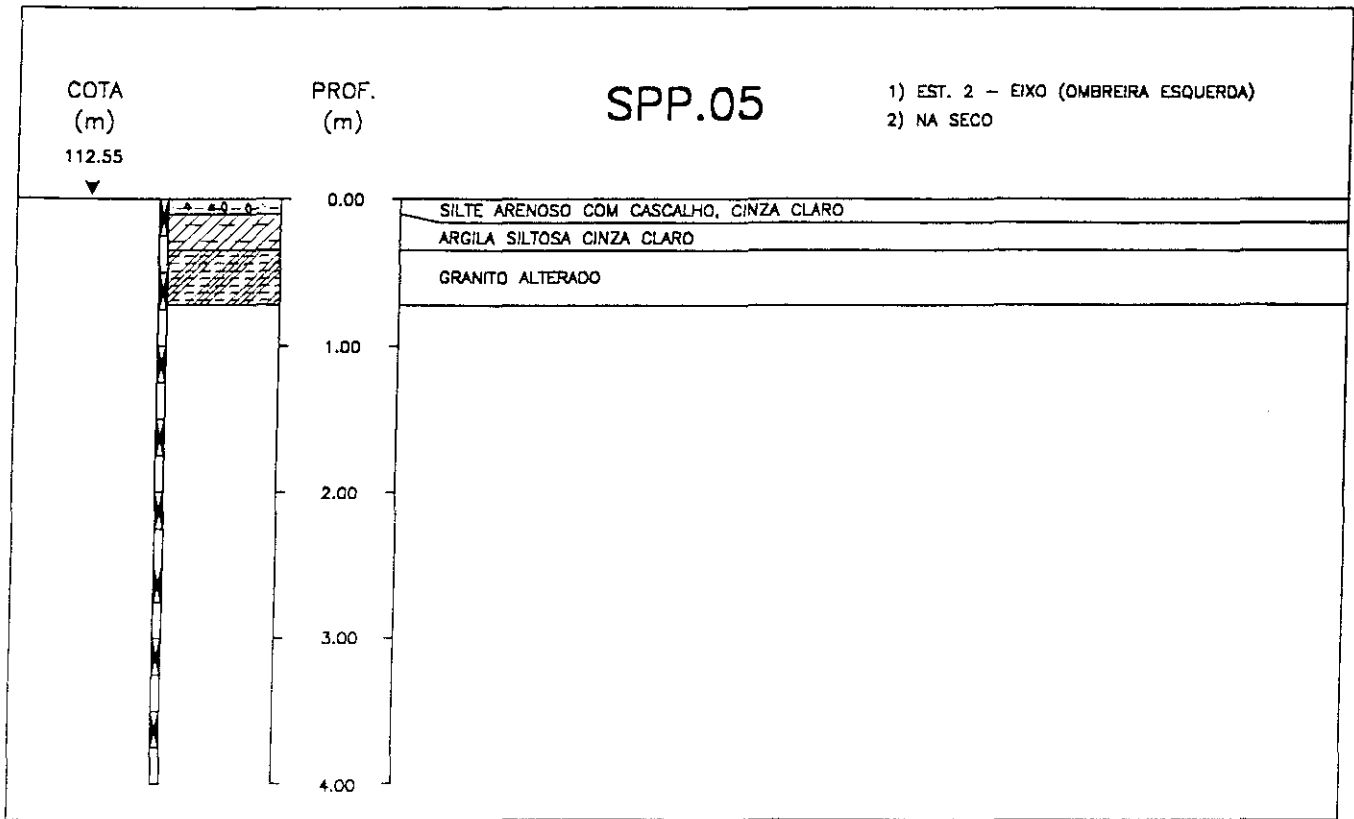 COTA
(m)
112.55
PROF.
(m)
SPP.05
1) EST. 2 - EIXO (OMBREIRA ESQUERDA)
2) NA SECO
0.00
SILTE ARENOSO COM CASCALHO, CINZA CLARO
ARGILA SILTOSA CINZA CLARO
GRANITO ALTERADO
1.00
2.00
3.00
4.00